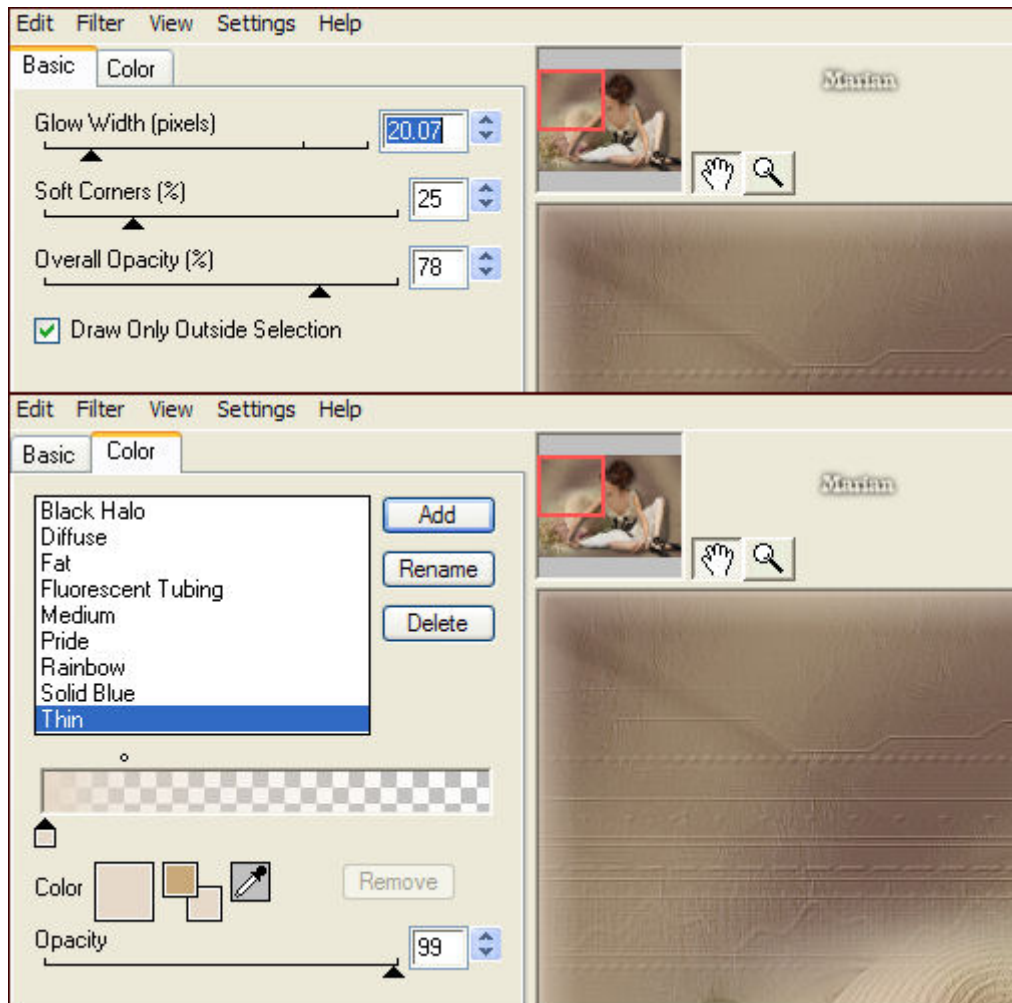 Edit Filter View Settings Help
Basic Color
Marian
Glow Width (pixels) 20.07
Soft Corners (%) 25
Overall Opacity (%) 78
Draw Only Outside Selection
Edit Filter View Settings Help
Basic Color
Marian
Black Halo
Diffuse
Fat
Fluorescent Tubing
Medium
Pride
Rainbow
Solid Blue
Thin
Add
Rename
Delete
Color
Remove
Opacity 99